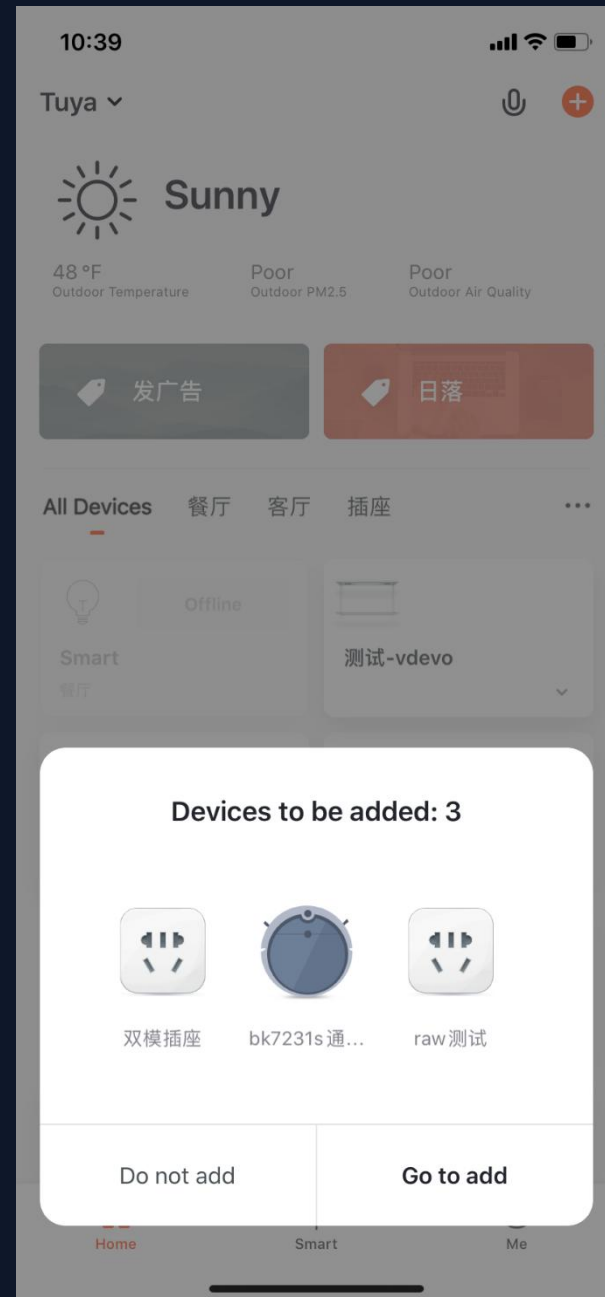 10:39
Tuya
Sunny
48 °F
Outdoor Temperature
Poor
Outdoor PM2.5
Poor
Outdoor Air Quality
发广告
日落
All Devices 餐厅 客厅 插座
Offline
Smart
餐厅
测试-vdevo
Devices to be added: 3
双模插座 bk7231s通... raw测试
Do not add
Go to add
Home Smart Me